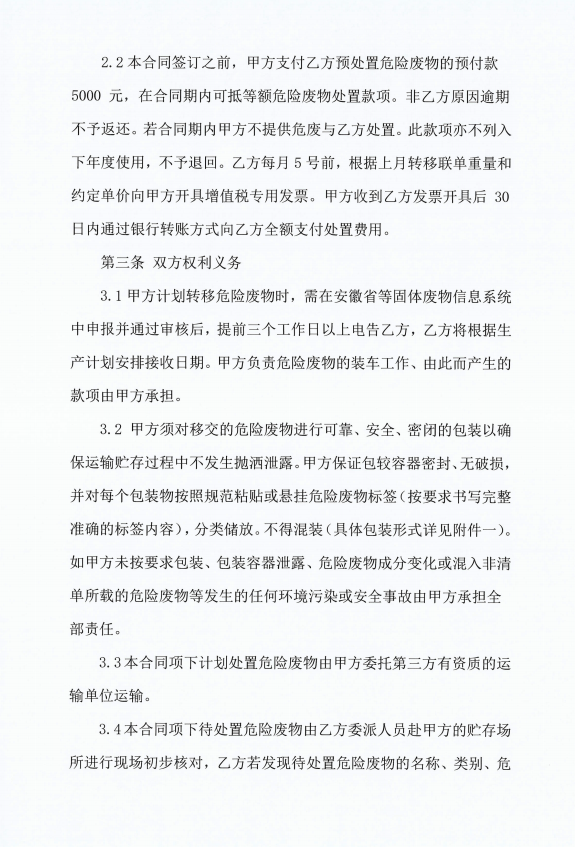 2.2本合同签订之前，甲方支付乙方预处置危险废物的预付款
5000 元，在合同期内可抵等额危险废物处置款项。非乙方原因逾期
不予返还。若合同期内甲方不提供危废与乙方处置。此款项亦不列入
下年度使用，不予退回。乙方每月5号前，根据上月转移联单重量和
约定单价向甲方开具增值税专用发票。甲方收到乙方发票开具后 30
日内通过银行转账方式向乙方全额支付处置费用。
第三条 双方权利义务
3.1甲方计划转移危险废物时，需在安徽省等固体废物信息系统
中申报并通过审核后，提前三个工作日以上电告乙方，乙方将根据生
产计划安排接收日期。甲方负责危险废物的装车工作、由此而产生的
款项由甲方承担。
3.2 甲方须对移交的危险废物进行可靠、安全、密闭的包装以确
保运输贮存过程中不发生抛洒泄露。甲方保证包较容器密封、无破损，
并对每个包装物按照规范粘贴或悬挂危险废物标签（按要求书写完整
准确的标签内容），分类储放。不得混装（具体包装形式详见附件一）。
如甲方未按要求包装、包装容器泄露、危险废物成分变化或混入非清
单所载的危险废物等发生的任何环境污染或安全事故由甲方承担全
部责任。
3.3本合同项下计划处置危险废物由甲方委托第三方有资质的运
输单位运输。
3.4本合同项下待处置危险废物由乙方委派人员赴甲方的贮存场
所进行现场初步核对，乙方若发现待处置危险废物的名称、类别、危